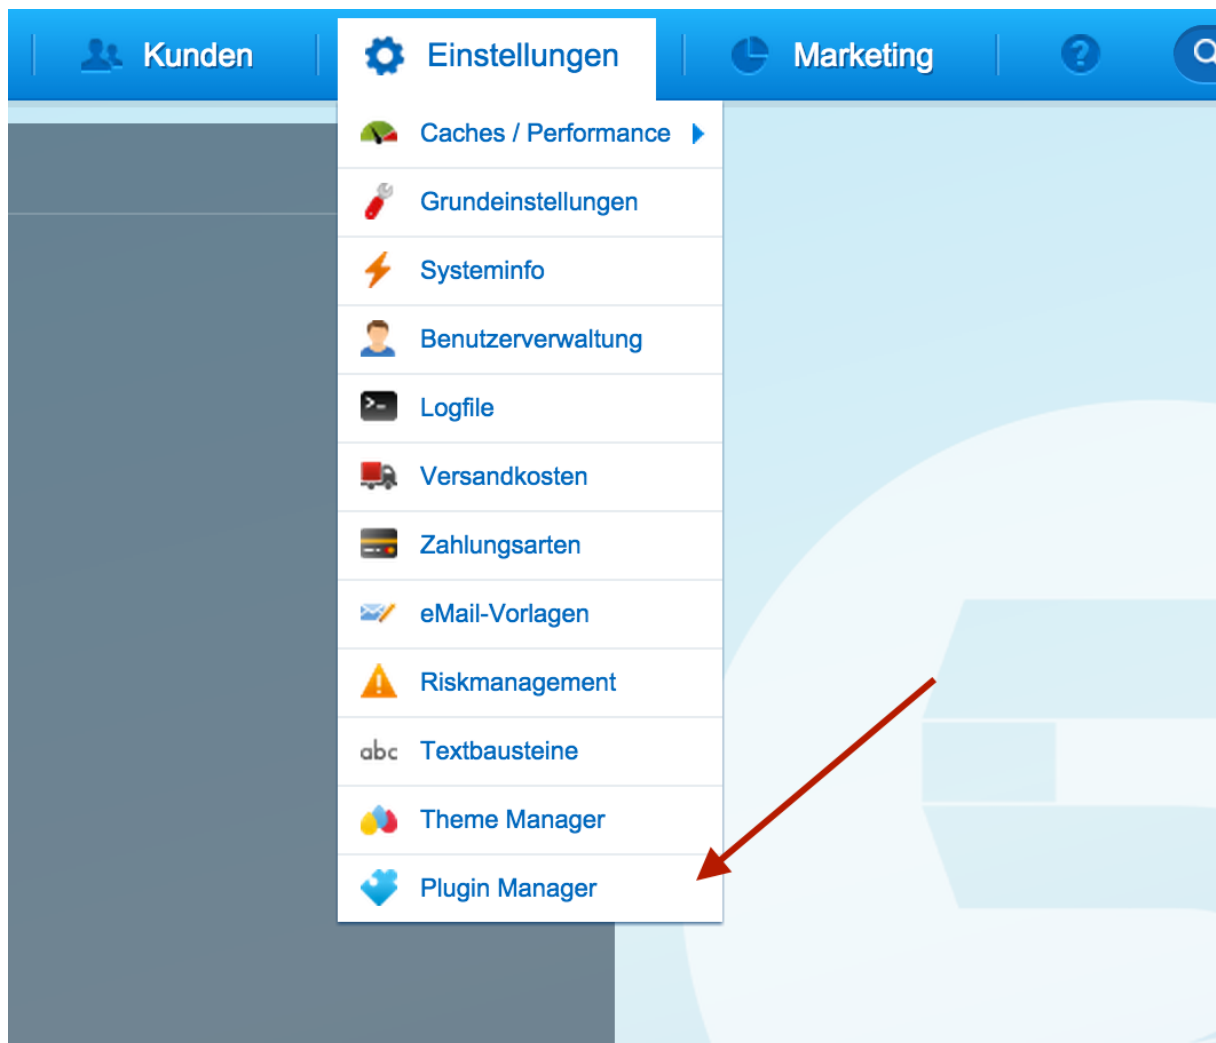 Kunden
Einstellungen
Marketing
?
Caches / Performance
Grundeinstellungen
Systeminfo
Benutzerverwaltung
Logfile
Versandkosten
Zahlungsarten
eMail-Vorlagen
Riskmanagement
abc Textbausteine
Theme Manager
Plugin Manager